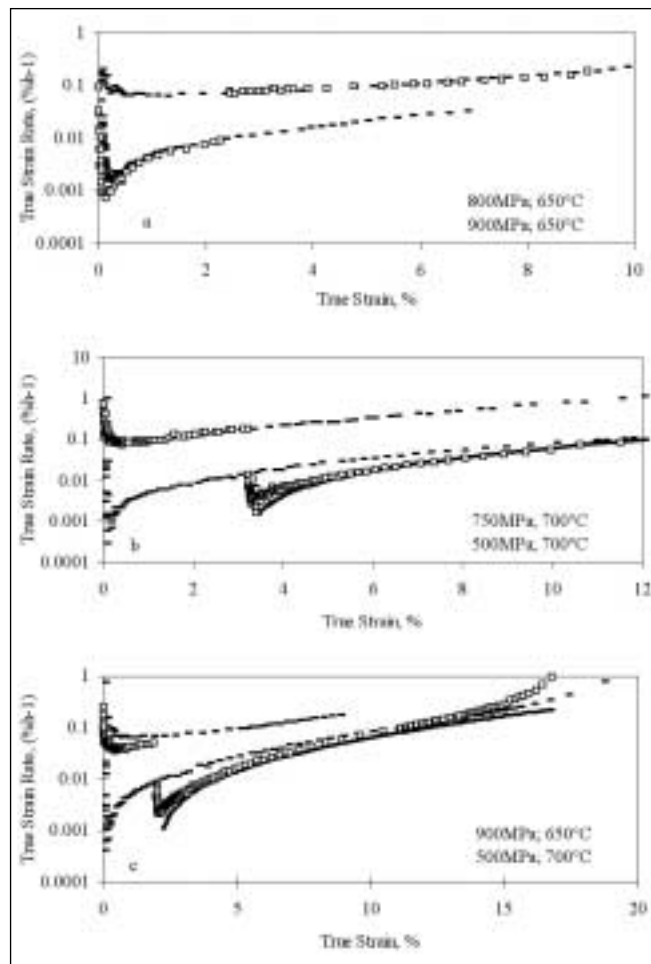 True Strain Rate, (%h-1)
1
0.1
0.01
0.001
0.0001
a
800MPa; 650°C
900MPa; 650°C
0 2 4 6 8 10
True Strain, %
True Strain Rate, (%h-1)
10
1
0.1
0.01
0.001
0.0001
b
750MPa, 700°C
500MPa, 700°C
0 2 4 6 8 10 12
True Strain, %
True Strain Rate, (%h-1)
1
0.1
0.01
0.001
0.0001
c
900MPa; 650°C
500MPa; 700°C
0 5 10 15 20
True Strain, %